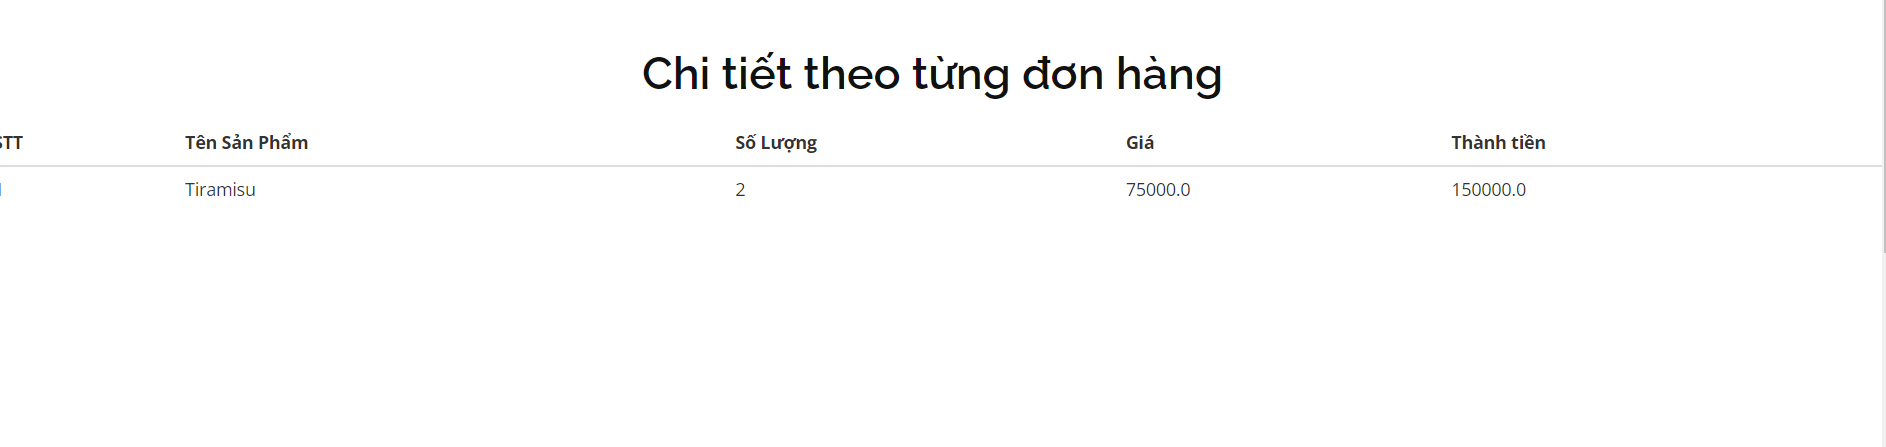 Chi tiết theo từng đơn hàng
STT Tên Sản Phẩm Số Lượng Giá Thành tiền
1 Tiramisu 2 75000.0 150000.0